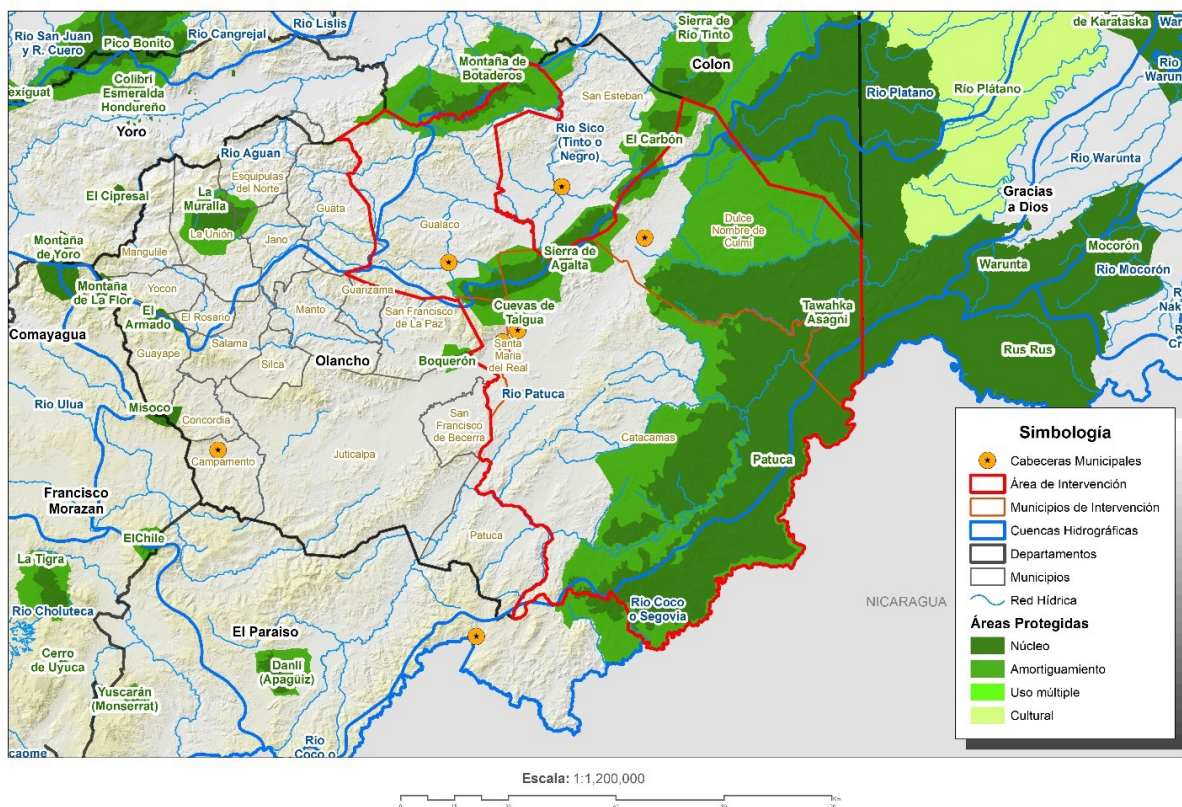 Rio San Juan
y R. Cuero
Pico Bonito
Rio Cangrejal
Rio Lislis
Sierra de
Río Tinto
Colon
de Karataska
Montaña de
Botaderos
exiguat
Colibrí
Esmeralda
Hondureño
Yoro
San Esteban
Rio Platano
Río Plátano
Rio Sico
(Tinto o
Negro)
El Carbón
Rio Aguan
Esquipulas
del Norte
El Cipresal
La
Muralla
La Unión
Guata
Gualaco
Jano
Rio Warunta
Gracias
a Dios
Dulce
Nombre de
Culmí
Montaña
de Yoro
Mangulile
Sierra de
Agalta
Mocorón
Warunta
Rio Mocorón
Montaña
de La Flor
Yocon
Guarizama
El Rosario
Manto
San Francisco
de La Paz
Cuevas de
Talgua
Tawahka
Asagni
El
Armado
Comayagua
Salama
Guayape
Silca
Olancho
Boquerón
Santa
Maria
del Real
Rus Rus
Rio Ulua
Misoco
Concordia
Rio Patuca
San
Francisco
de Becerra
Catacamas
Campamento
Juticalpa
Patuca
Francisco
Morazan
Patuca
ElChile
La Tigra
Rio Choluteca
El Paraiso
Rio Coco
o Segovia
NICARAGUA
Cerro
de Uyuca
Danlí
(Apagüiz)
Yuscarán
(Monserrat)
caome
Rio
Coco o
Simbología
Cabeceras Municipales
Área de Intervención
Municipios de Intervención
Cuencas Hidrográficas
Departamentos
Municipios
Red Hídrica
Áreas Protegidas
Núcleo
Amortiguamiento
Uso múltiple
Cultural
Escala: 1:1,200,000